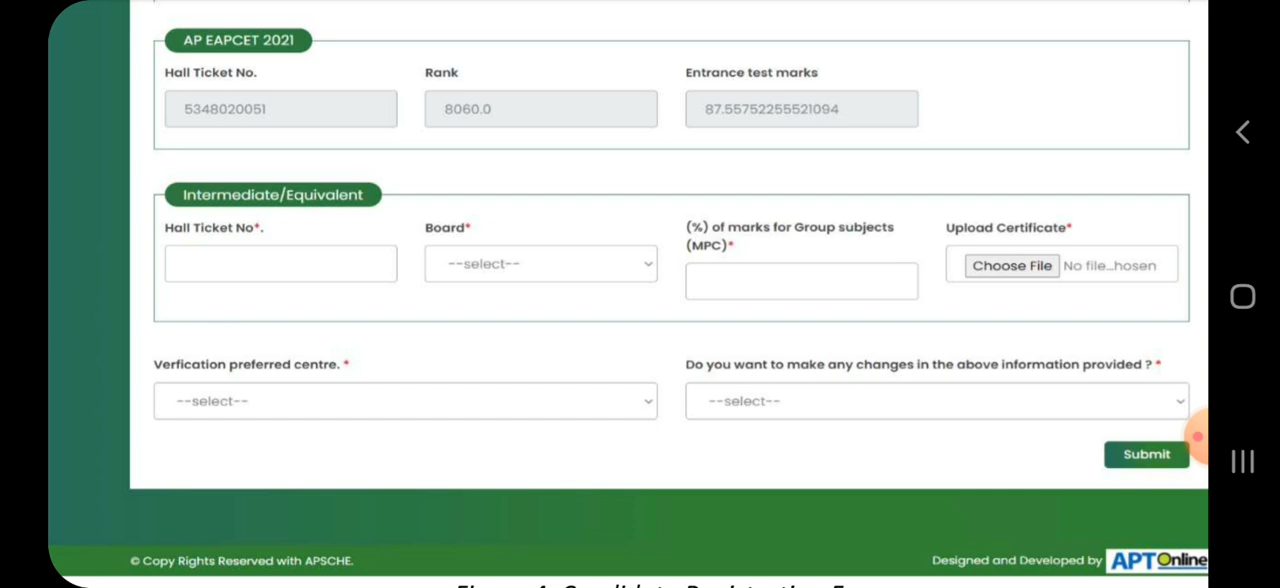 AP EAPCET 2021
Hall Ticket No. Rank Entrance test marks
5348020051 8060.0 87.55752255521094
Intermediate/Equivalent
Hall Ticket No*. Board* (%) of marks for Group subjects (MPC)* Upload Certificate*
--select-- Choose File No file...hosen
Verfication preferred centre. * Do you want to make any changes in the above information provided ? *
--select-- --select--
Submit
© Copy Rights Reserved with APSCHE. Designed and Developed by APTOnline